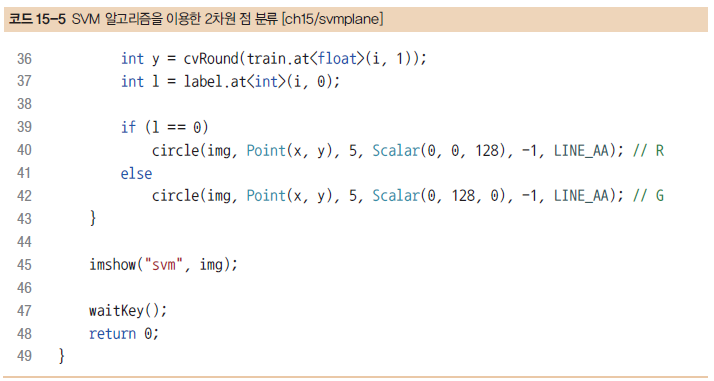 코드 15-5 SVM 알고리즘을 이용한 2차원 점 분류 [ch15/svmplane]
36 int y = cvRound(train.at<float>(i, 1));
37 int l = label.at<int>(i, 0);
38
39 if (l == 0)
40 circle(img, Point(x, y), 5, Scalar(0, 0, 128), -1, LINE_AA); // R
41 else
42 circle(img, Point(x, y), 5, Scalar(0, 128, 0), -1, LINE_AA); // G
43 }
44
45 imshow("svm", img);
46
47 waitKey();
48 return 0;
49 }